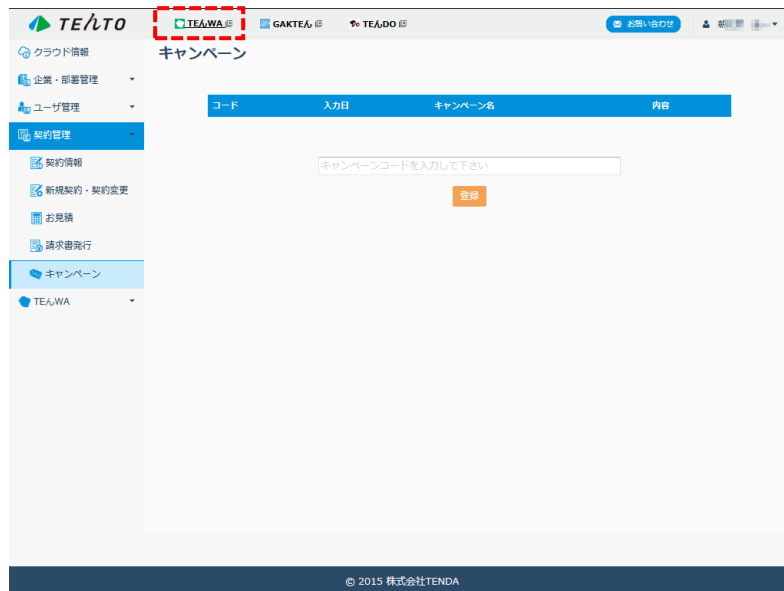 TEんTO
TEんWA
GAKTEん
TEんDO
お問い合わせ
クラウド情報
企業・部署管理
ユーザ管理
契約管理
契約情報
新規契約・契約変更
お見積
請求書発行
キャンペーン
TEんWA
キャンペーン
コード 入力日 キャンペーン名 内容
キャンペーンコードを入力して下さい
登録
© 2015 株式会社TENDA